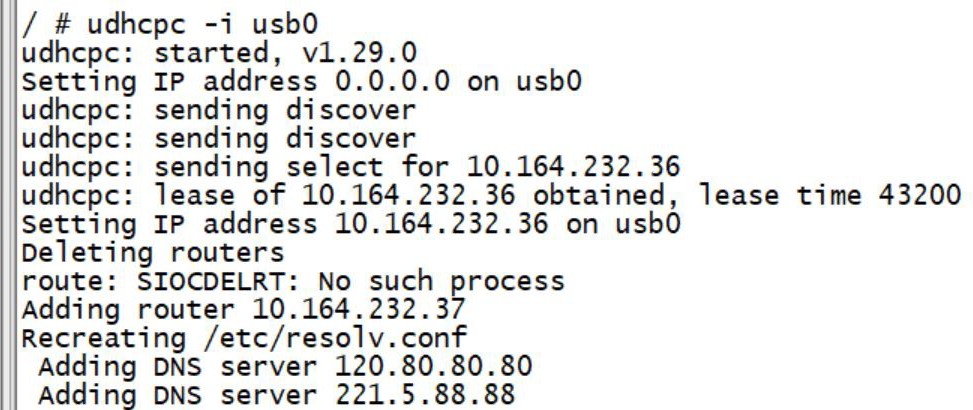 / # udhcpc -i usb0
udhcpc: started, v1.29.0
Setting IP address 0.0.0.0 on usb0
udhcpc: sending discover
udhcpc: sending discover
udhcpc: sending select for 10.164.232.36
udhcpc: lease of 10.164.232.36 obtained, lease time 43200
Setting IP address 10.164.232.36 on usb0
Deleting routers
route: SIOCDELRT: No such process
Adding router 10.164.232.37
Recreating /etc/resolv.conf
 Adding DNS server 120.80.80.80
 Adding DNS server 221.5.88.88